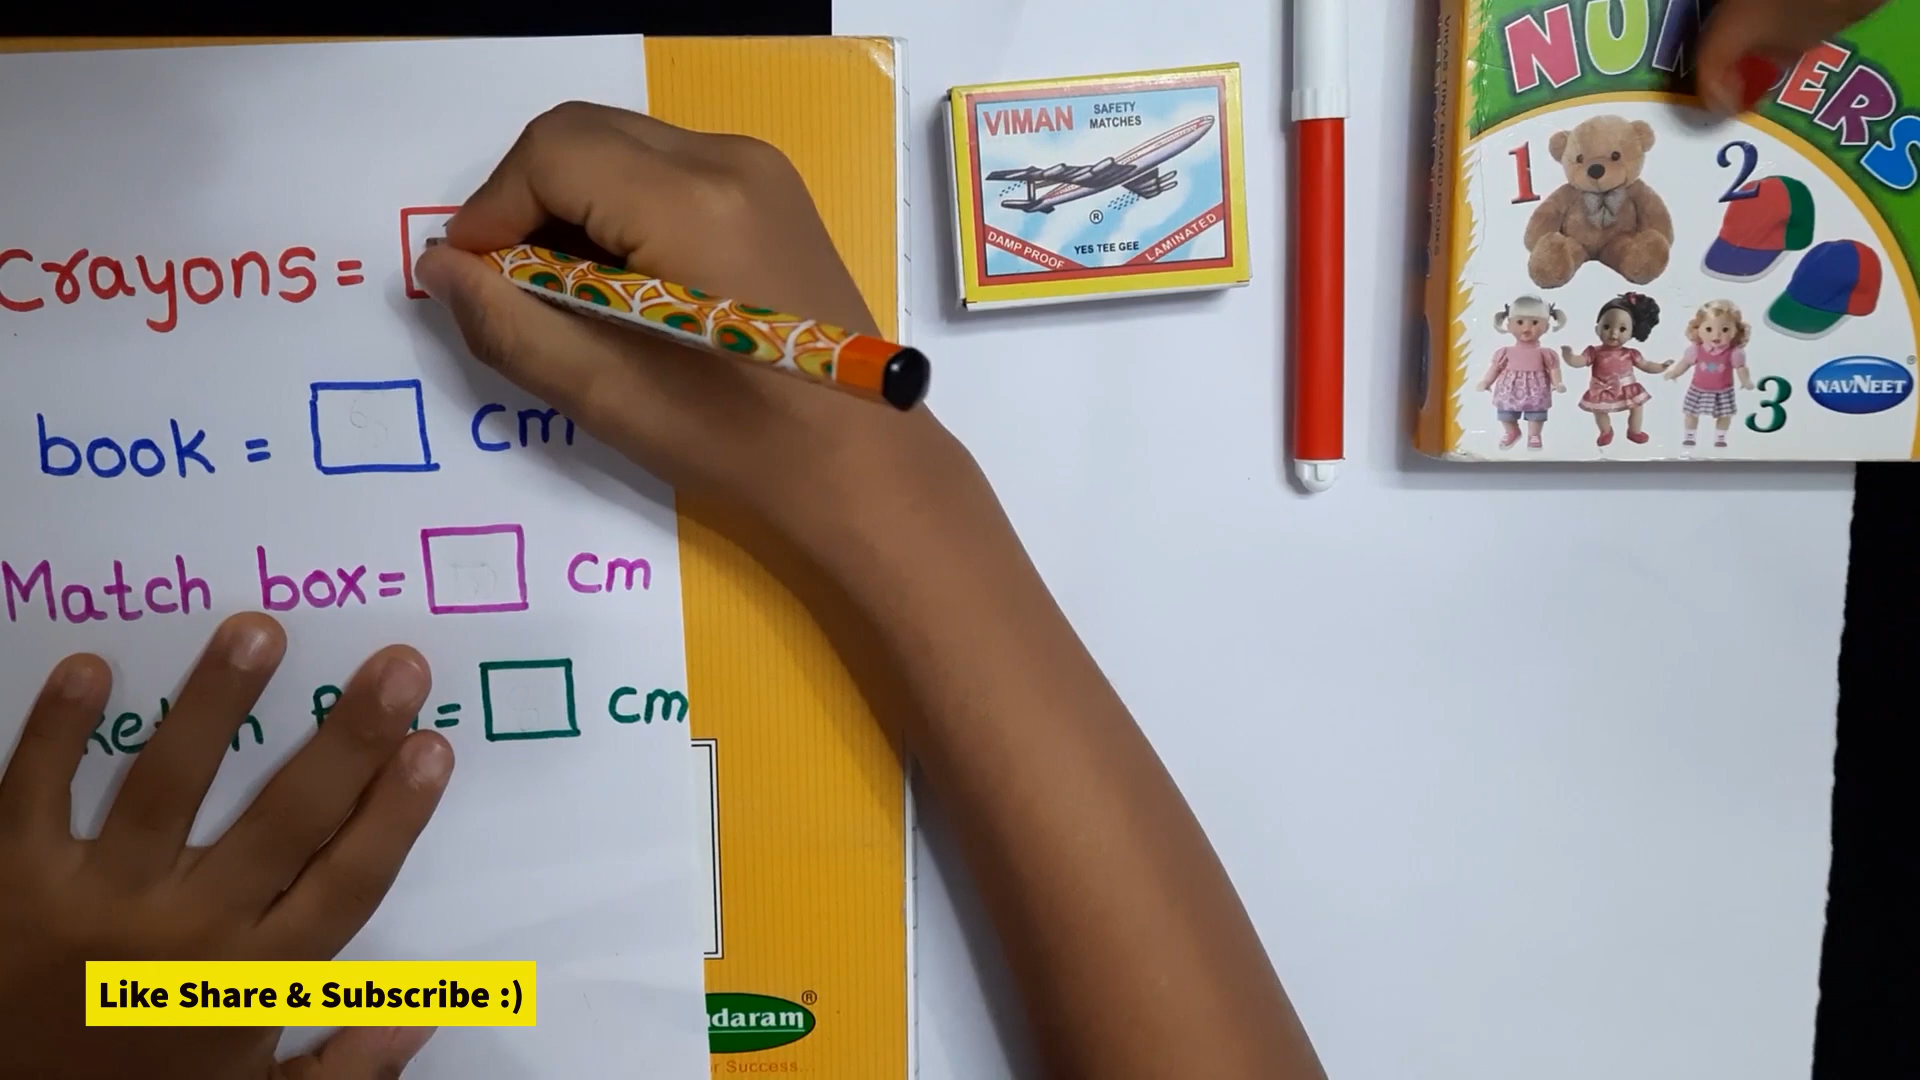 Crayons =
book = cm
Match box = cm
= cm
VIMAN
SAFETY
MATCHES
®
DAMP PROOF
YES TEE GEE
LAMINATED
NUMBERS
1
2
3
NAVNEET
Like Share & Subscribe :)